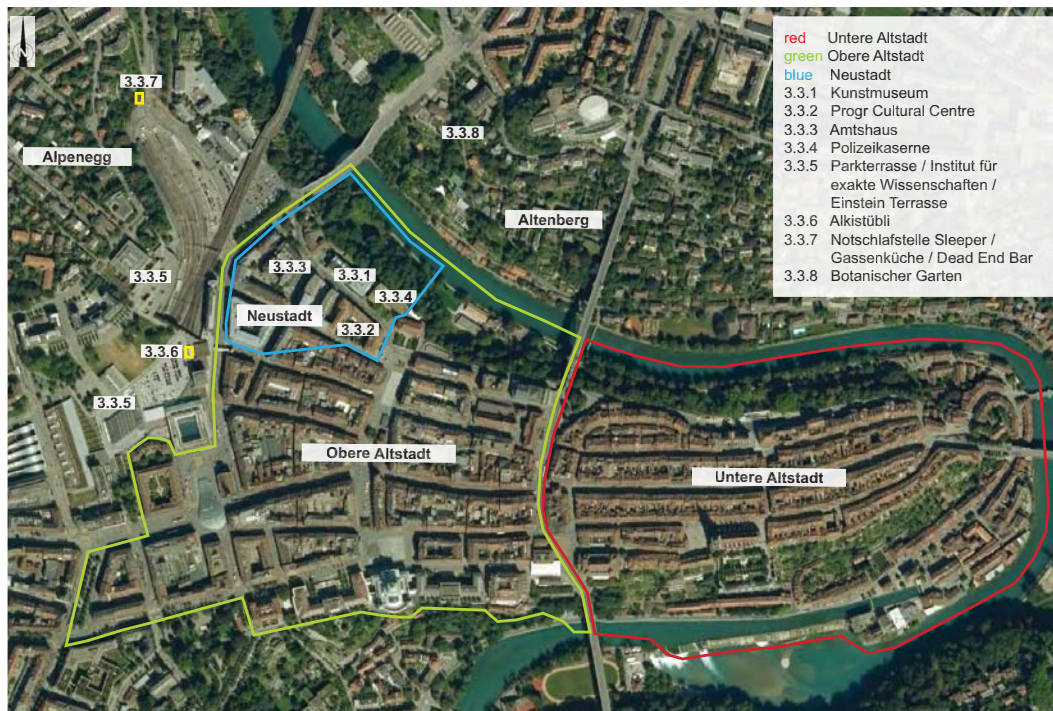 N
red Untere Altstadt
green Obere Altstadt
blue Neustadt
3.3.1 Kunstmuseum
3.3.2 Progr Cultural Centre
3.3.3 Amtshaus
3.3.4 Polizeikaserne
3.3.5 Parkterrasse / Institut für
exakte Wissenschaften /
Einstein Terrasse
3.3.6 Alkistübli
3.3.7 Notschlafstelle Sleeper /
Gassenküche / Dead End Bar
3.3.8 Botanischer Garten
3.3.7
3.3.8
Alpenegg
Altenberg
3.3.3
3.3.1
3.3.5
3.3.4
Neustadt
3.3.2
3.3.6
3.3.5
Obere Altstadt
Untere Altstadt